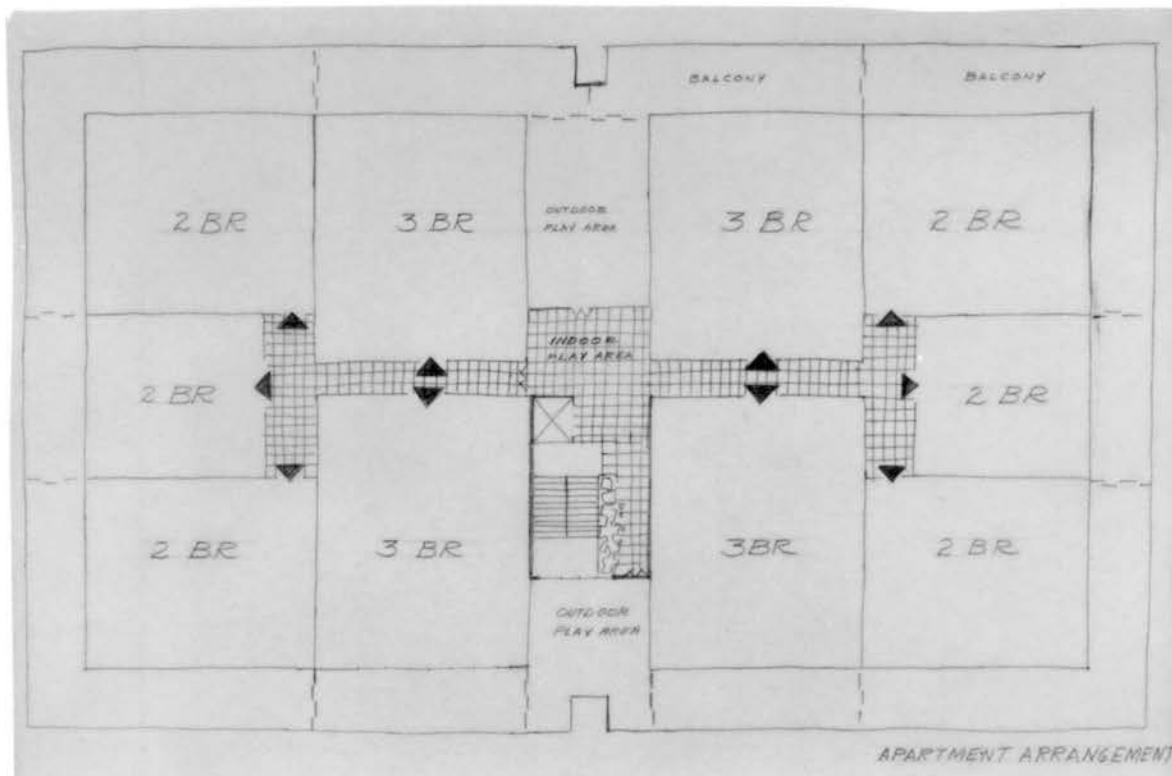 BALCONY
BALCONY
2 BR
3 BR
OUTDOOR
PLAY AREA
3 BR
2 BR
INDOOR
PLAY AREA
2 BR
2 BR
2 BR
3 BR
3BR
2 BR
OUTDOOR
PLAY AREA
APARTMENT ARRANGEMENT